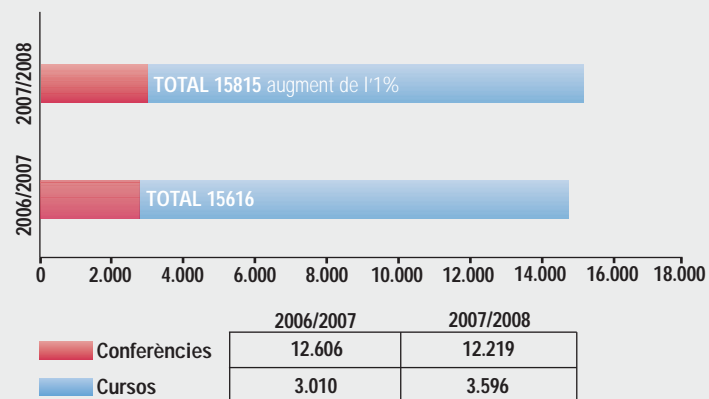 2007/2008
TOTAL 15815 augment de l'1%
2006/2007
TOTAL 15616
0 2.000 4.000 6.000 8.000 10.000 12.000 14.000 16.000 18.000
2006/2007 2007/2008
Conferències 12.606 12.219
Cursos 3.010 3.596